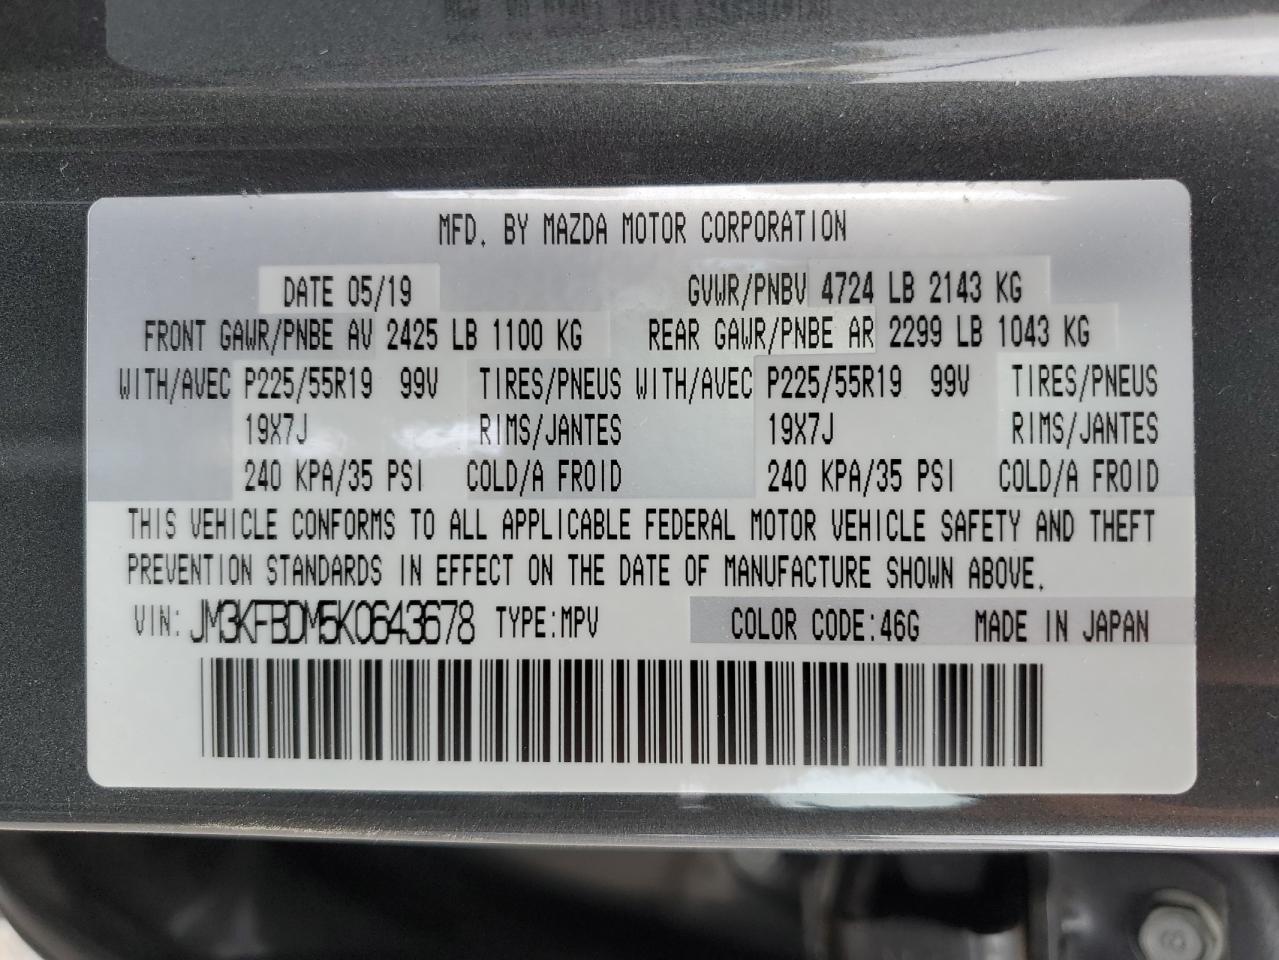 MFD. BY MAZDA MOTOR CORPORATION
DATE 05/19 GVWR/PNBV 4724 LB 2143 KG
FRONT GAWR/PNBE AV 2425 LB 1100 KG REAR GAWR/PNBE AR 2299 LB 1043 KG
WITH/AVEC P225/55R19 99V TIRES/PNEUS WITH/AVEC P225/55R19 99V TIRES/PNEUS
19X7J RIMS/JANTES 19X7J RIMS/JANTES
240 KPA/35 PSI COLD/A FROID 240 KPA/35 PSI COLD/A FROID
THIS VEHICLE CONFORMS TO ALL APPLICABLE FEDERAL MOTOR VEHICLE SAFETY AND THEFT
PREVENTION STANDARDS IN EFFECT ON THE DATE OF MANUFACTURE SHOWN ABOVE.
VIN: JM3KFBDM5K0643678 TYPE:MPV COLOR CODE:46G MADE IN JAPAN